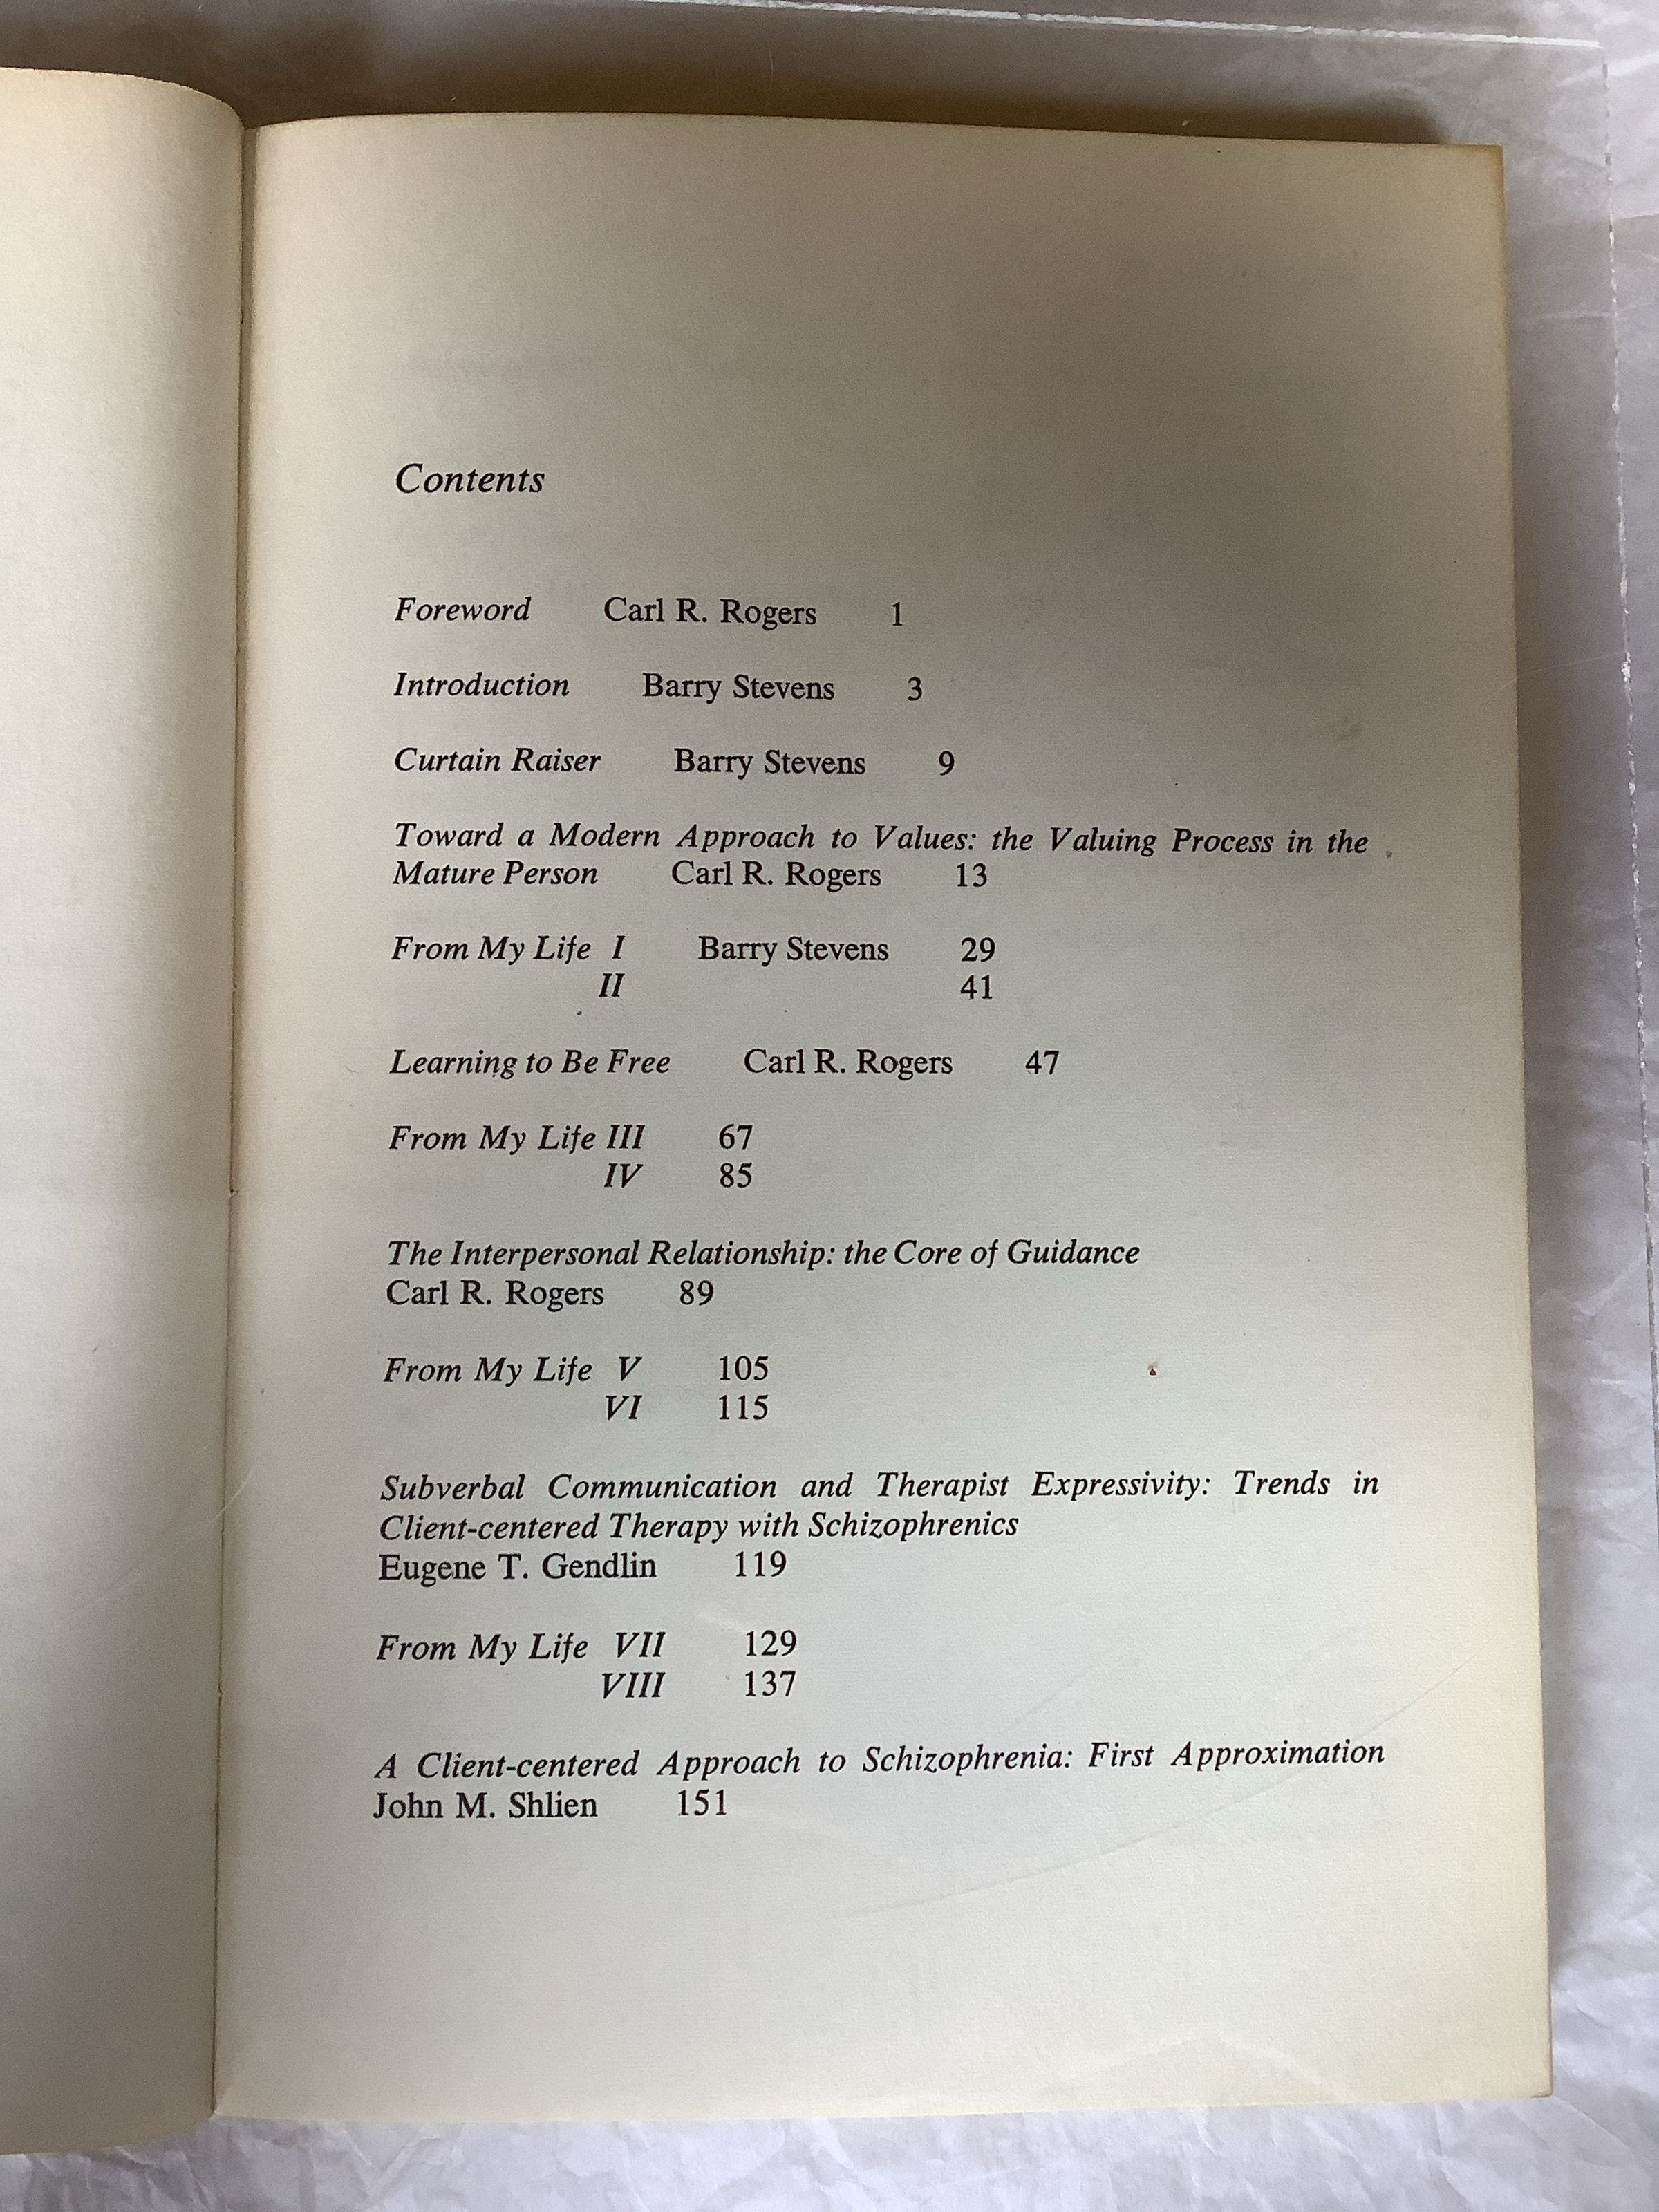 Contents
Foreword Carl R. Rogers 1
Introduction Barry Stevens 3
Curtain Raiser Barry Stevens 9
Toward a Modern Approach to Values: the Valuing Process in the
Mature Person Carl R. Rogers 13
From My Life I Barry Stevens 29
II 41
Learning to Be Free Carl R. Rogers 47
From My Life III 67
IV 85
The Interpersonal Relationship: the Core of Guidance
Carl R. Rogers 89
From My Life V 105
VI 115
Subverbal Communication and Therapist Expressivity: Trends in
Client-centered Therapy with Schizophrenics
Eugene T. Gendlin 119
From My Life VII 129
VIII 137
A Client-centered Approach to Schizophrenia: First Approximation
John M. Shlien 151